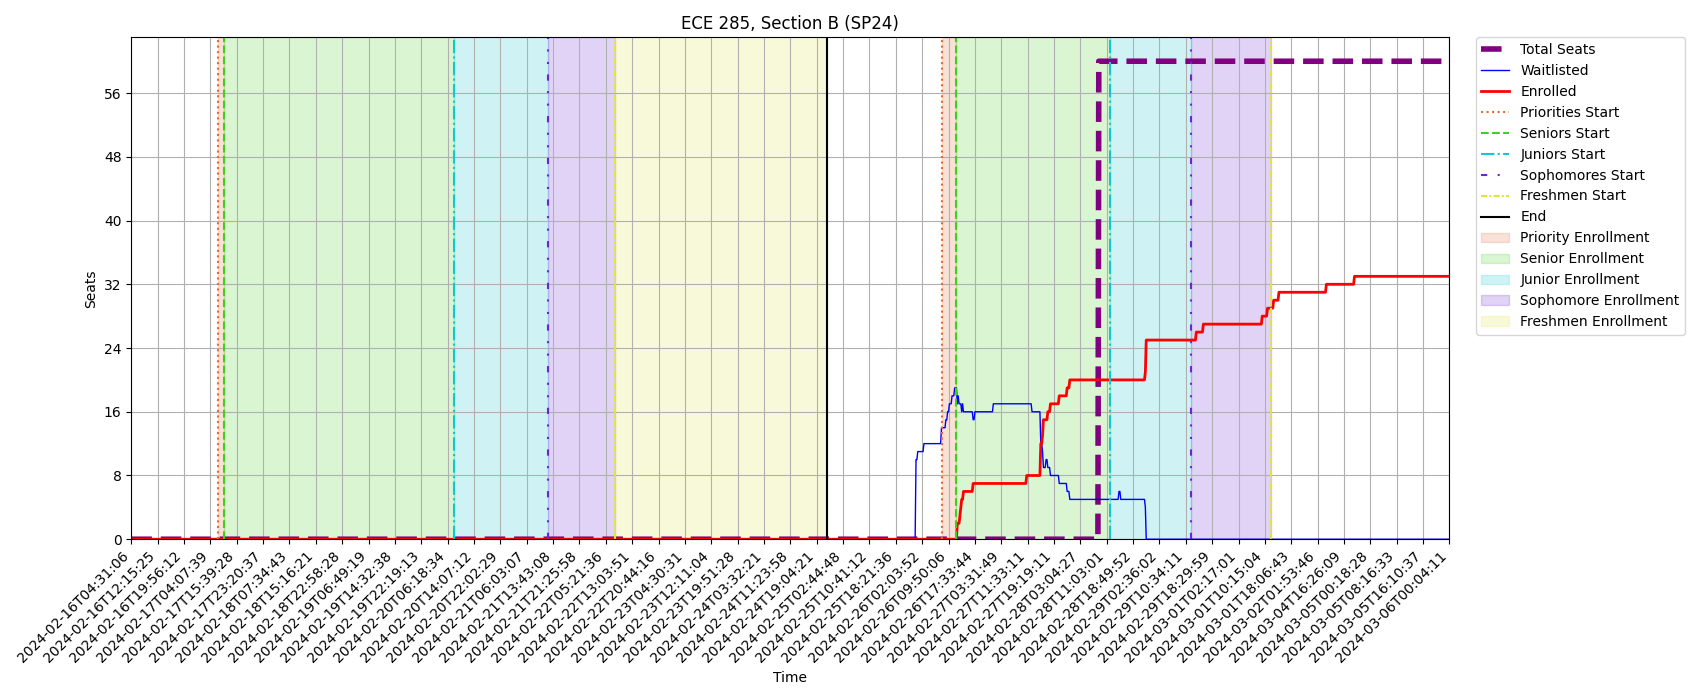 ECE 285, Section B (SP24)
Seats
56
48
40
32
24
16
8
0
2024-02-16T04:31:06
2024-02-16T12:15:25
2024-02-16T19:56:12
2024-02-17T04:07:39
2024-02-17T15:39:28
2024-02-17T23:20:37
2024-02-18T07:34:43
2024-02-18T15:16:21
2024-02-18T22:58:28
2024-02-19T06:49:19
2024-02-19T14:32:38
2024-02-19T22:19:13
2024-02-20T06:18:34
2024-02-20T14:07:12
2024-02-20T22:02:29
2024-02-21T06:03:07
2024-02-21T13:43:08
2024-02-21T21:25:58
2024-02-22T05:21:36
2024-02-22T13:03:51
2024-02-22T20:44:16
2024-02-23T04:30:31
2024-02-23T12:11:04
2024-02-23T19:51:28
2024-02-24T03:32:21
2024-02-24T11:23:58
2024-02-24T19:04:21
2024-02-25T02:44:48
2024-02-25T10:41:12
2024-02-25T18:21:36
2024-02-26T02:03:52
2024-02-26T09:50:06
2024-02-26T17:33:44
2024-02-27T03:31:49
2024-02-27T11:33:11
2024-02-27T19:19:11
2024-02-28T03:04:27
2024-02-28T11:03:01
2024-02-28T18:49:52
2024-02-29T02:36:02
2024-02-29T10:34:11
2024-02-29T18:29:59
2024-03-01T02:17:01
2024-03-01T10:15:04
2024-03-01T18:06:43
2024-03-02T01:53:46
2024-03-04T16:26:09
2024-03-05T00:18:28
2024-03-05T08:16:33
2024-03-05T16:10:37
2024-03-06T00:04:11
Time
Total Seats
Waitlisted
Enrolled
Priorities Start
Seniors Start
Juniors Start
Sophomores Start
Freshmen Start
End
Priority Enrollment
Senior Enrollment
Junior Enrollment
Sophomore Enrollment
Freshmen Enrollment